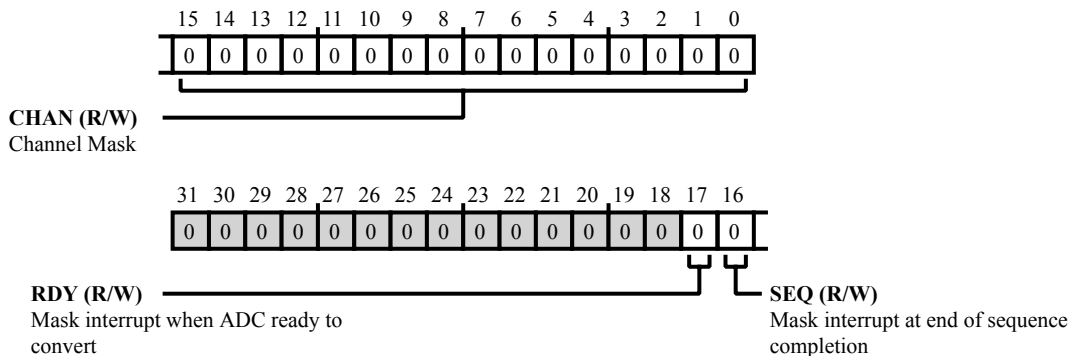 15 14 13 12 11 10 9 8 7 6 5 4 3 2 1 0
0 0 0 0 0 0 0 0 0 0 0 0 0 0 0 0
CHAN (R/W)
Channel Mask
31 30 29 28 27 26 25 24 23 22 21 20 19 18 17 16
0 0 0 0 0 0 0 0 0 0 0 0 0 0 0 0
RDY (R/W)
Mask interrupt when ADC ready to
convert
SEQ (R/W)
Mask interrupt at end of sequence
completion